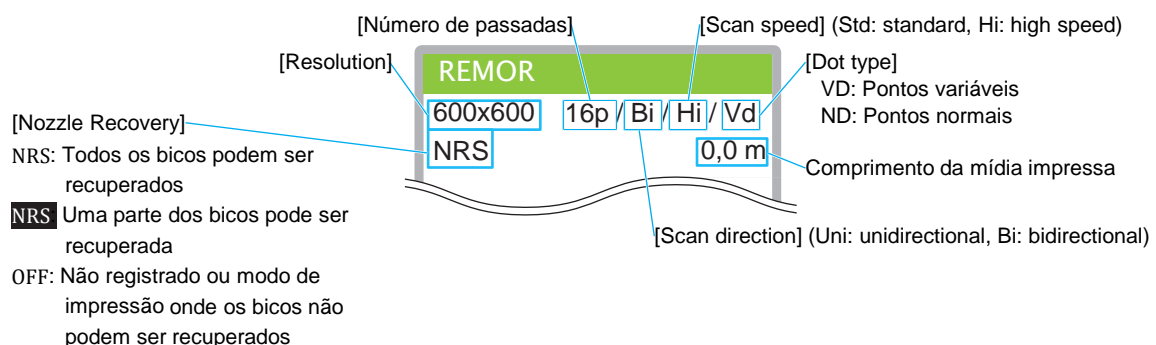 [Número de passadas]
[Scan speed] (Std: standard, Hi: high speed)
[Resolution]
REMOR
[Dot type]
VD: Pontos variáveis
ND: Pontos normais
600x600 16p / Bi / Hi / Vd
[Nozzle Recovery]
NRS
0,0 m
NRS: Todos os bicos podem ser
recuperados
Comprimento da mídia impressa
NRS Uma parte dos bicos pode ser
recuperada
[Scan direction] (Uni: unidirectional, Bi: bidirectional)
OFF: Não registrado ou modo de
impressão onde os bicos não
podem ser recuperados